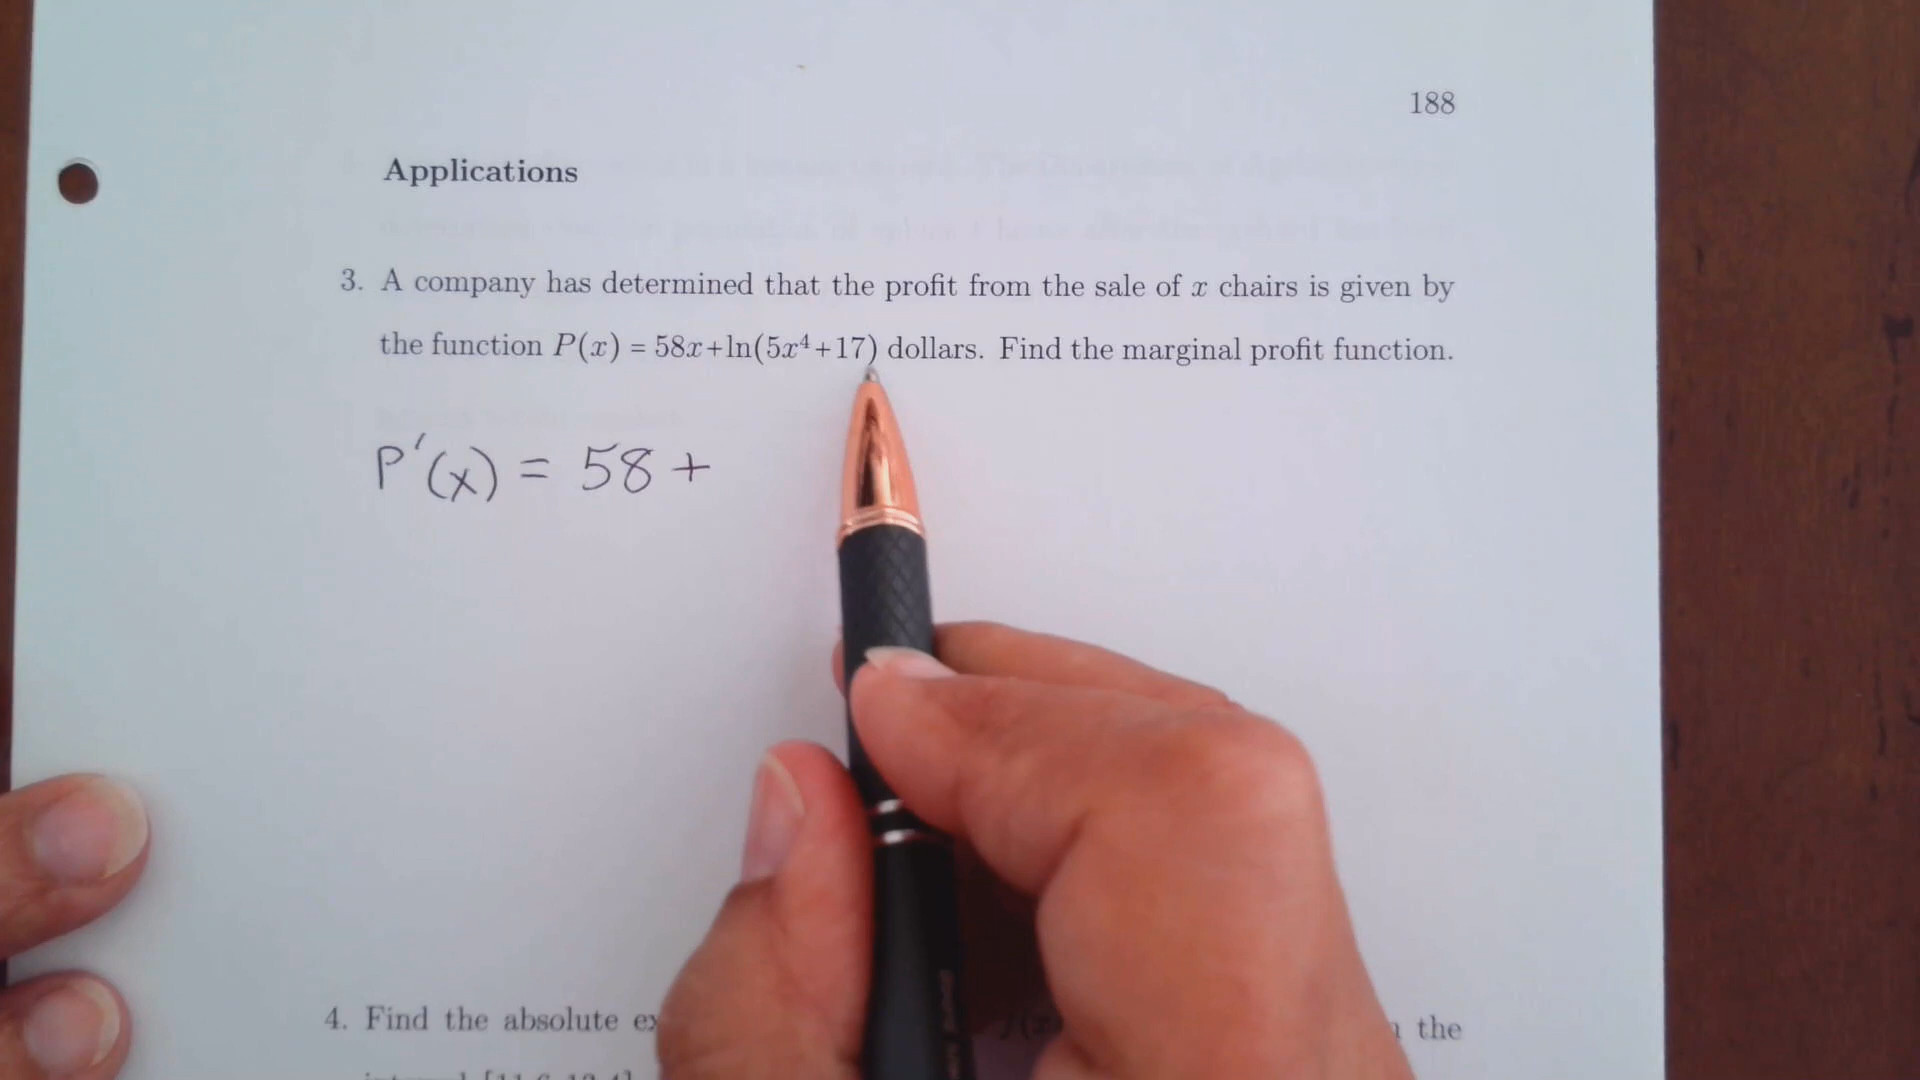 188
Applications
3. A company has determined that the profit from the sale of x chairs is given by
the function P(x) = 58x+ln(5x⁴+17) dollars. Find the marginal profit function.
P'(x) = 58 +
4. Find the absolute the